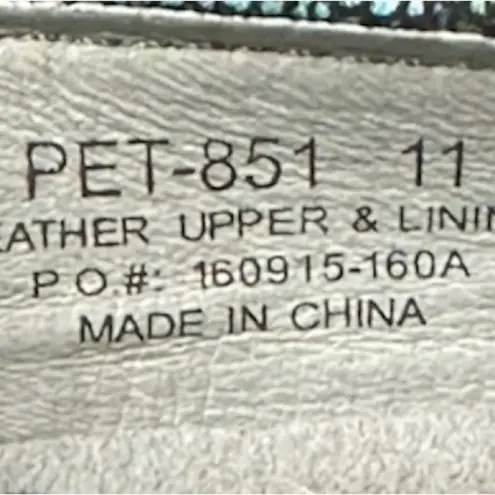 PET-851 11
EATHER UPPER & LININ
P O.#: 160915-160A
MADE IN CHINA